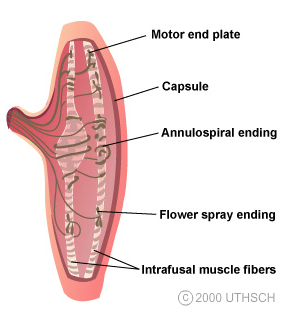 Motor end plate
Capsule
Annulospiral ending
Flower spray ending
Intrafusal muscle fibers
© 2000 UTHSCH